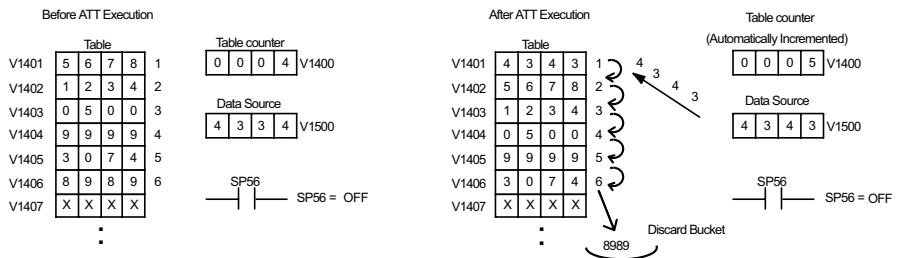 Before ATT Execution
Table
V1401 5 6 7 8 1
V1402 1 2 3 4 2
V1403 0 5 0 0 3
V1404 9 9 9 9 4
V1405 3 0 7 4 5
V1406 8 9 8 9 6
V1407 X X X X
Table counter
0 0 0 4 V1400
Data Source
4 3 3 4 V1500
SP56
SP56 = OFF
After ATT Execution
Table
V1401 4 3 4 3 1
V1402 5 6 7 8 2
V1403 1 2 3 4 3
V1404 0 5 0 0 4
V1405 9 9 9 9 5
V1406 3 0 7 4 6
V1407 X X X X
4 3 4 3
Discard Bucket
8989
Table counter
(Automatically Incremented)
0 0 0 5 V1400
Data Source
4 3 4 3 V1500
SP56
SP56 = OFF